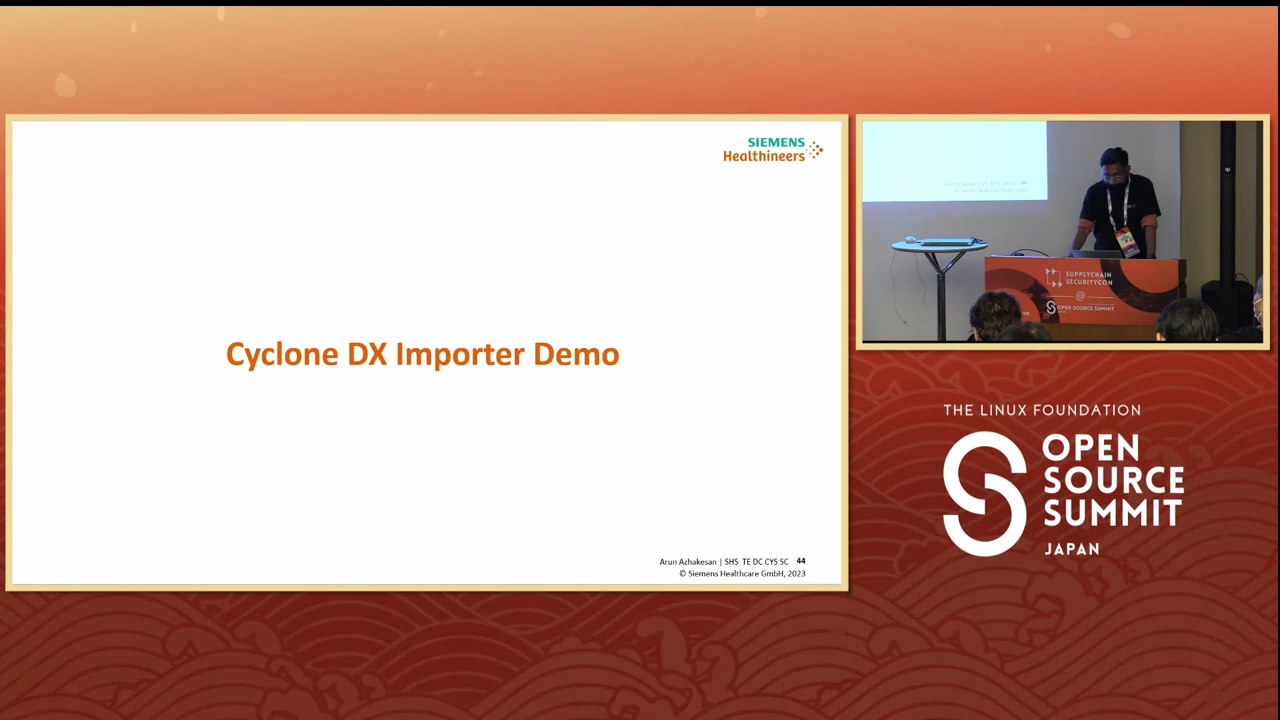 SIEMENS
Healthineers
Cyclone DX Importer Demo
Arun Azhakesan | SHS TE DC CYS SC 44
© Siemens Healthcare GmbH, 2023
SUPPLYCHAIN
SECURITYCON
@
OPEN SOURCE SUMMIT
THE LINUX FOUNDATION
OPEN
SOURCE
SUMMIT
JAPAN